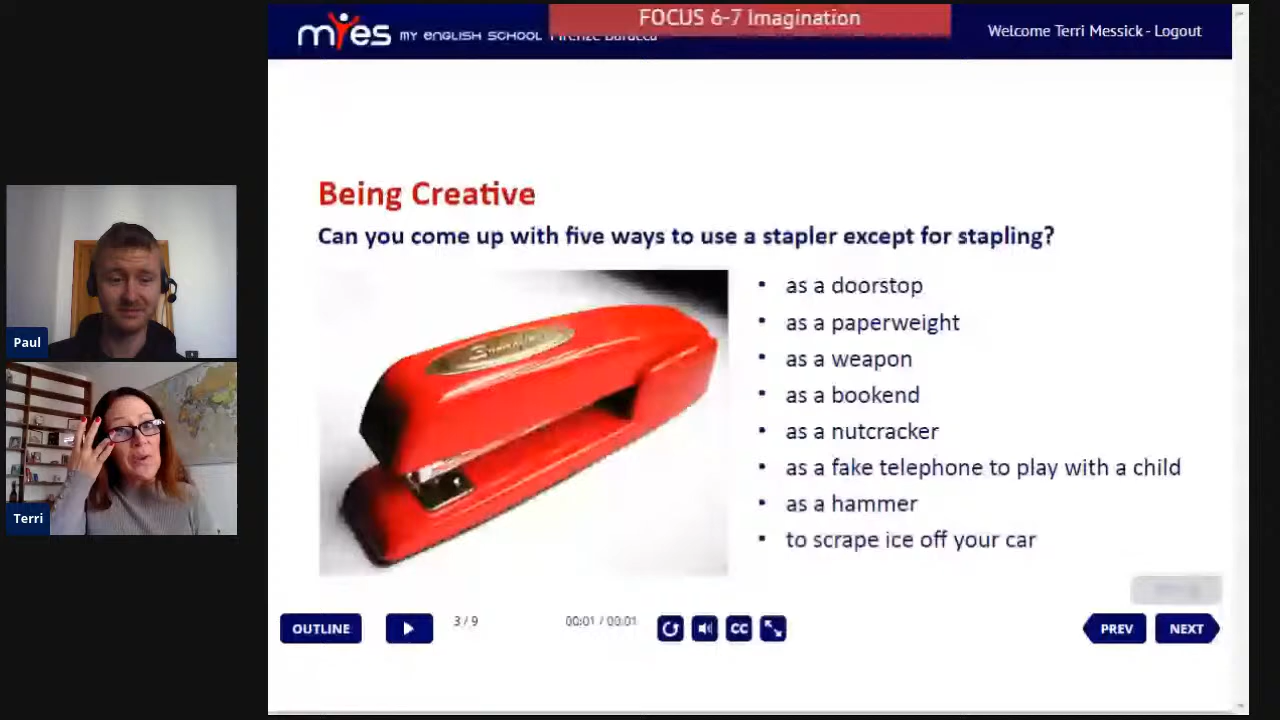 FOCUS 6-7 Imagination
myes MY ENGLISH SCHOOL Firenze Baracca
Welcome Terri Messick - Logout
Being Creative
Can you come up with five ways to use a stapler except for stapling?
• as a doorstop
• as a paperweight
• as a weapon
• as a bookend
• as a nutcracker
• as a fake telephone to play with a child
• as a hammer
• to scrape ice off your car
Paul
Terri
OUTLINE
3 / 9
00:01 / 00:01
CC
PREV
NEXT